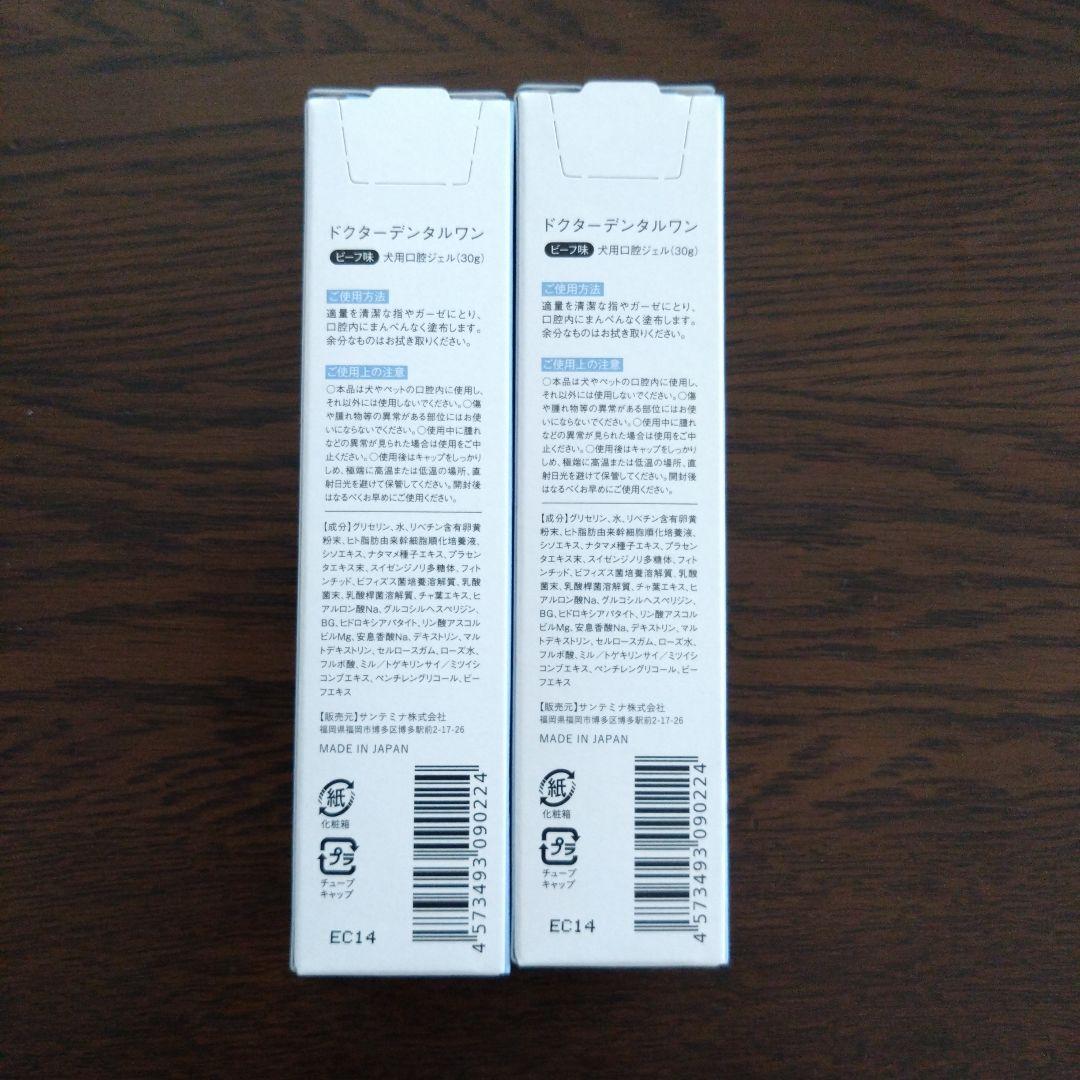 ドクターデンタルワン
ビーフ味 犬用口腔ジェル(30g)
ご使用方法
適量を清潔な指やガーゼにとり、
口腔内にまんべんなく塗布します。
余分なものはお拭き取りください。
ご使用上の注意
○本品は犬やペットの口腔内に使用し、
それ以外には使用しないでください。○傷
や腫れ物等の異常がある部位にはお使
いにならないでください。○使用中に腫れ
などの異常が見られた場合は使用をご中
止ください。○使用後はキャップをしっかり
しめ、極端に高温または低温の場所、直
射日光を避けて保管してください。開封後
はなるべくお早めにご使用ください。
【成分】グリセリン、水、リベチン含有卵黄
粉末、ヒト脂肪由来幹細胞順化培養液、
シソエキス、ナタマメ種子エキス、プラセン
タエキス末、スイゼンジノリ多糖体、フィト
ンチッド、ビフィズス菌培養溶解質、乳酸
菌末、乳酸桿菌溶解質、チャ葉エキス、ヒ
アルロン酸Na、グルコシルヘスペリジン、
BG、ヒドロキシアパタイト、リン酸アスコル
ビルMg、安息香酸Na、デキストリン、マル
トデキストリン、セルロースガム、ローズ水、
フルボ酸、ミル／トゲキリンサイ／ミツイシ
コンブエキス、ペンチレングリコール、ビー
フエキス
【販売元】サンテミナ株式会社
福岡県福岡市博多区博多駅前2-17-26
MADE IN JAPAN
紙
化粧箱
プラ
チューブ
キャップ
EC14
4573493090224
ドクターデンタルワン
ビーフ味 犬用口腔ジェル(30g)
ご使用方法
適量を清潔な指やガーゼにとり、
口腔内にまんべんなく塗布します。
余分なものはお拭き取りください。
ご使用上の注意
○本品は犬やペットの口腔内に使用し、
それ以外には使用しないでください。○傷
や腫れ物等の異常がある部位にはお使
いにならないでください。○使用中に腫れ
などの異常が見られた場合は使用をご中
止ください。○使用後はキャップをしっかり
しめ、極端に高温または低温の場所、直
射日光を避けて保管してください。開封後
はなるべくお早めにご使用ください。
【成分】グリセリン、水、リベチン含有卵黄
粉末、ヒト脂肪由来幹細胞順化培養液、
シソエキス、ナタマメ種子エキス、プラセン
タエキス末、スイゼンジノリ多糖体、フィト
ンチッド、ビフィズス菌培養溶解質、乳酸
菌末、乳酸桿菌溶解質、チャ葉エキス、ヒ
アルロン酸Na、グルコシルヘスペリジン、
BG、ヒドロキシアパタイト、リン酸アスコル
ビルMg、安息香酸Na、デキストリン、マル
トデキストリン、セルロースガム、ローズ水、
フルボ酸、ミル／トゲキリンサイ／ミツイシ
コンブエキス、ペンチレングリコール、ビー
フエキス
【販売元】サンテミナ株式会社
福岡県福岡市博多区博多駅前2-17-26
MADE IN JAPAN
紙
化粧箱
プラ
チューブ
キャップ
EC14
4573493090224